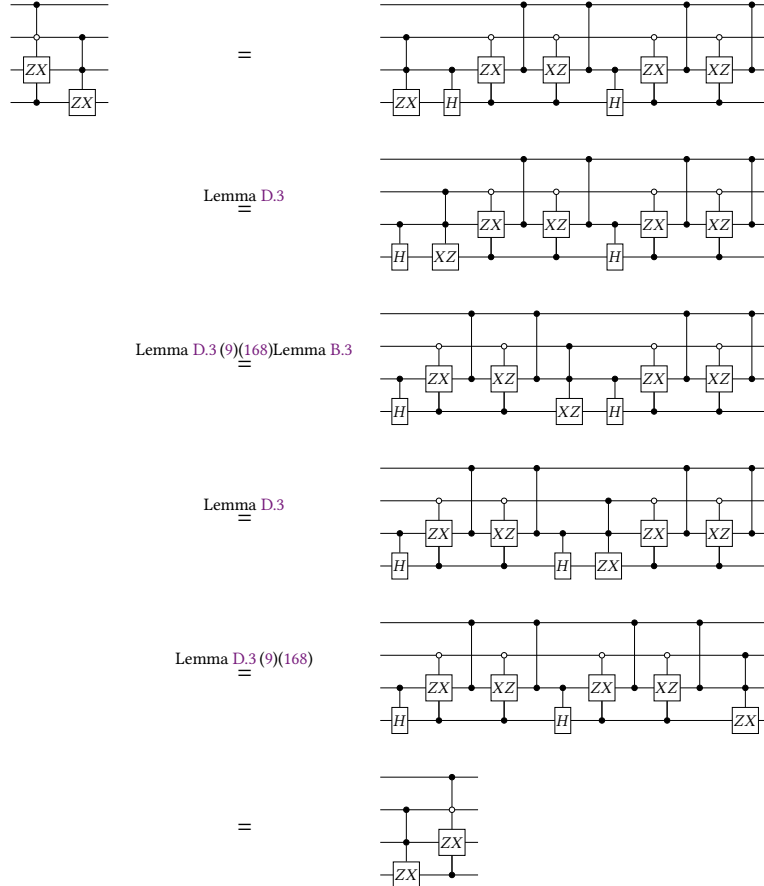 =
ZX ZX XZ ZX XZ
ZX ZX H H
Lemma D.3
=
ZX XZ ZX XZ
H XZ H
Lemma D.3 (9)(168)Lemma B.3
=
ZX XZ ZX XZ
H XZ H
Lemma D.3
=
ZX XZ ZX XZ
H H ZX
Lemma D.3 (9)(168)
=
ZX XZ ZX XZ
H H ZX
=
ZX
ZX